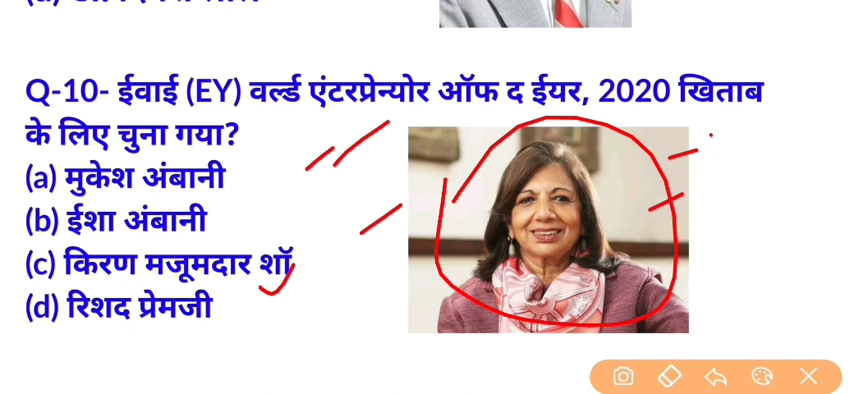 Q-10- ईवाई (EY) वर्ल्ड एंटरप्रेन्योर ऑफ द ईयर, 2020 खिताब
के लिए चुना गया?
(a) मुकेश अंबानी
(b) ईशा अंबानी
(c) किरण मजूमदार शॉ
(d) रिशद प्रेमजी